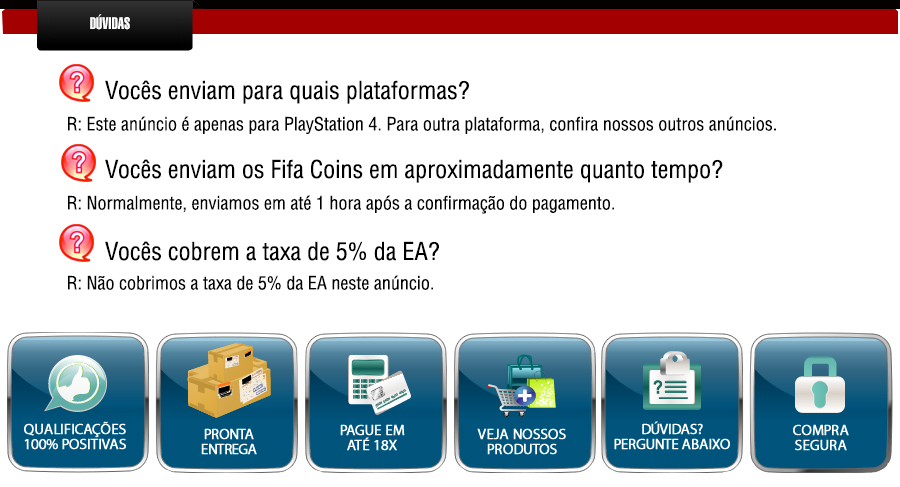 DÚVIDAS
Vocês enviam para quais plataformas?
R: Este anúncio é apenas para PlayStation 4. Para outra plataforma, confira nossos outros anúncios.
Vocês enviam os Fifa Coins em aproximadamente quanto tempo?
R: Normalmente, enviamos em até 1 hora após a confirmação do pagamento.
Vocês cobrem a taxa de 5% da EA?
R: Não cobrimos a taxa de 5% da EA neste anúncio.
QUALIFICAÇÕES
100% POSITIVAS
PRONTA
ENTREGA
PAGUE EM
ATÉ 18X
VEJA NOSSOS
PRODUTOS
DÚVIDAS?
PERGUNTE ABAIXO
COMPRA
SEGURA